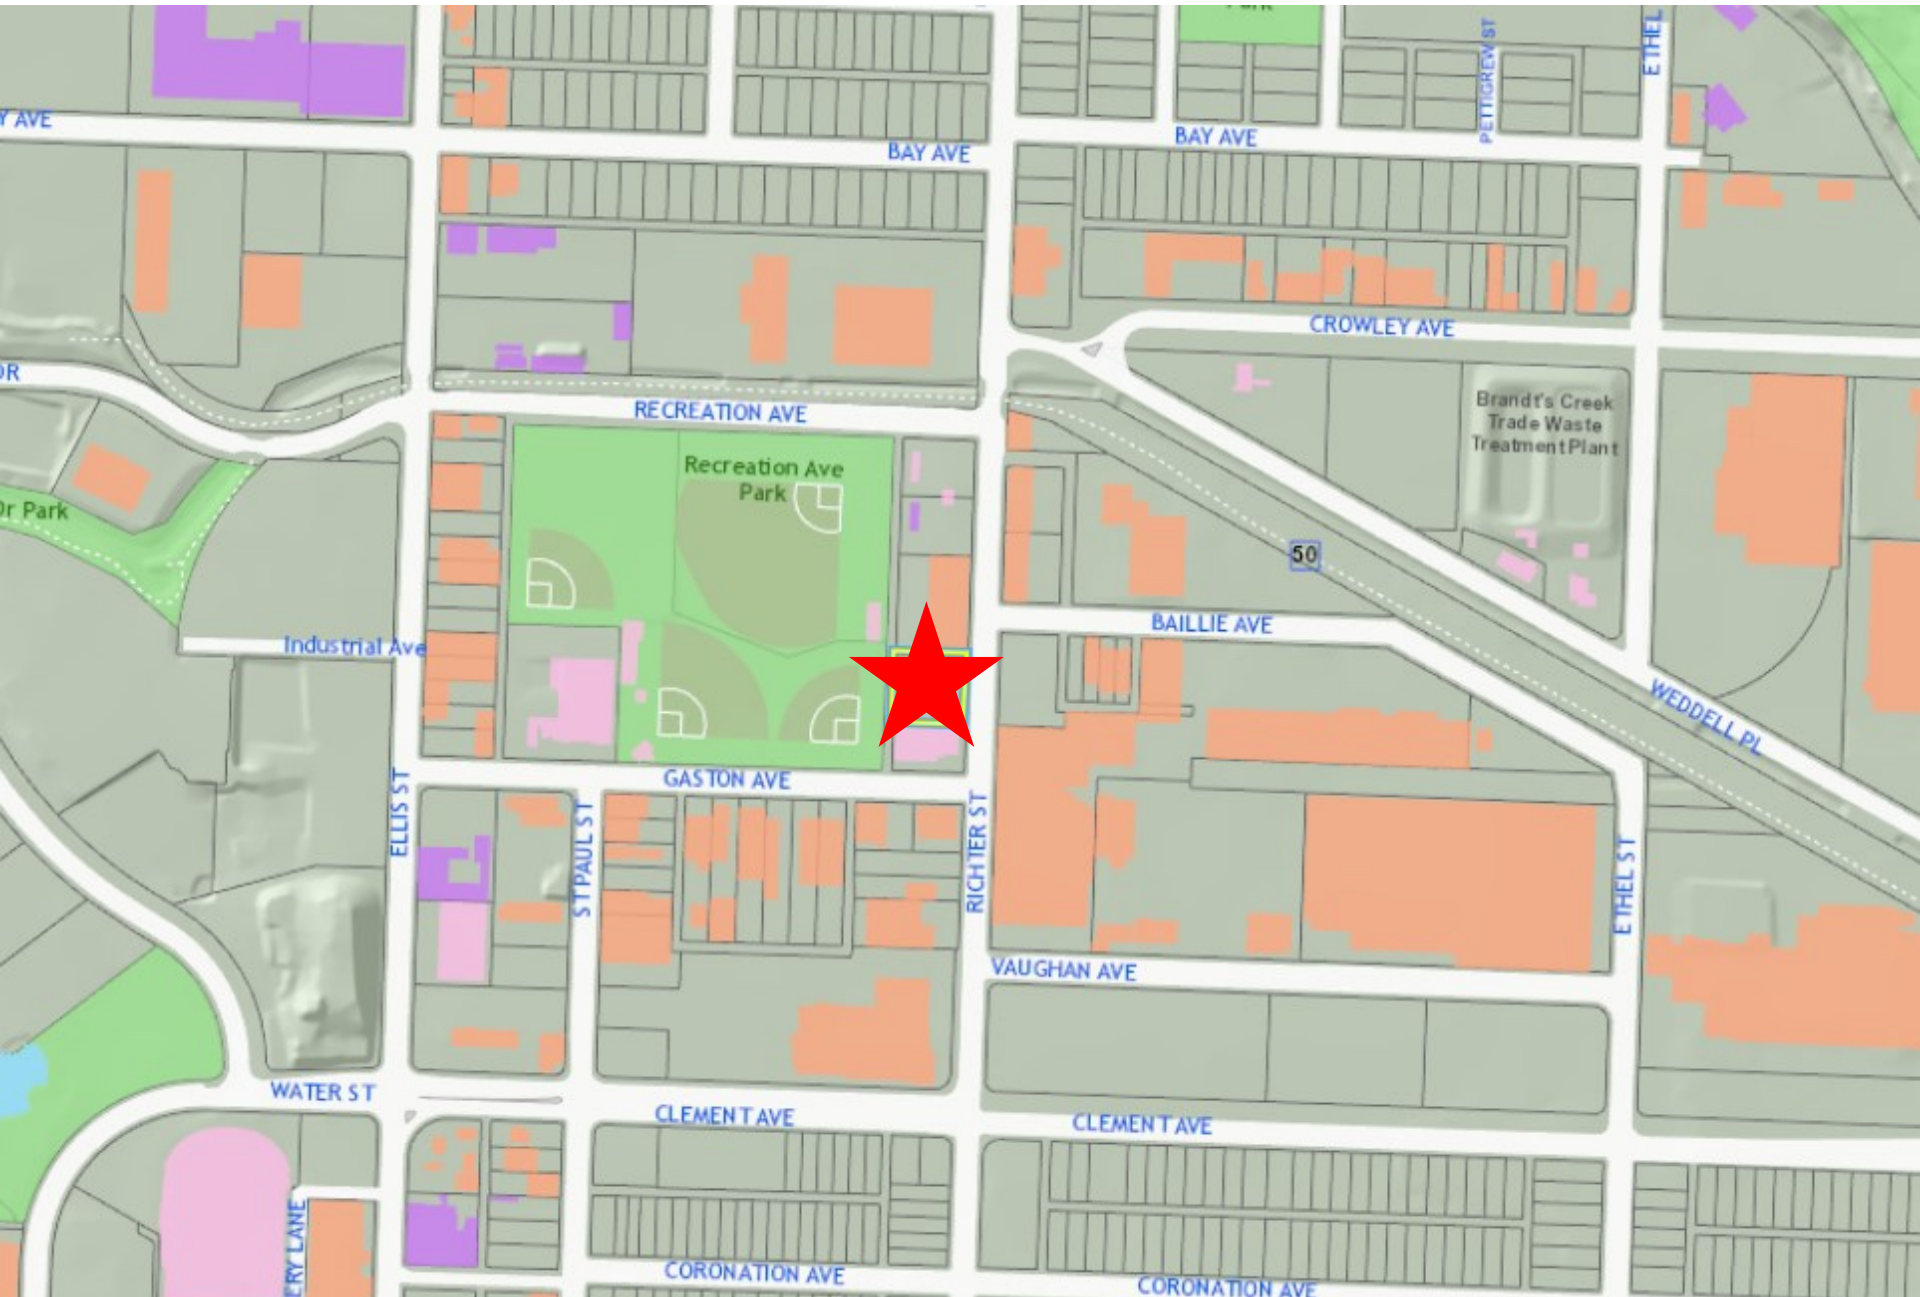 Park
PETTIGREW ST
ETHEL
Y AVE
BAY AVE
BAY AVE
CROWLEY AVE
DR
RECREATION AVE
Brandt's Creek
Trade Waste
Treatment Plant
Recreation Ave
Park
Dr Park
50
BAILLIE AVE
Industrial Ave
WEDDELL PL
GASTON AVE
ELLIS ST
ST PAUL ST
RICHTER ST
ETHEL ST
VAUGHAN AVE
WATER ST
CLEMENT AVE
CLEMENT AVE
ERY LANE
CORONATION AVE
CORONATION AVE